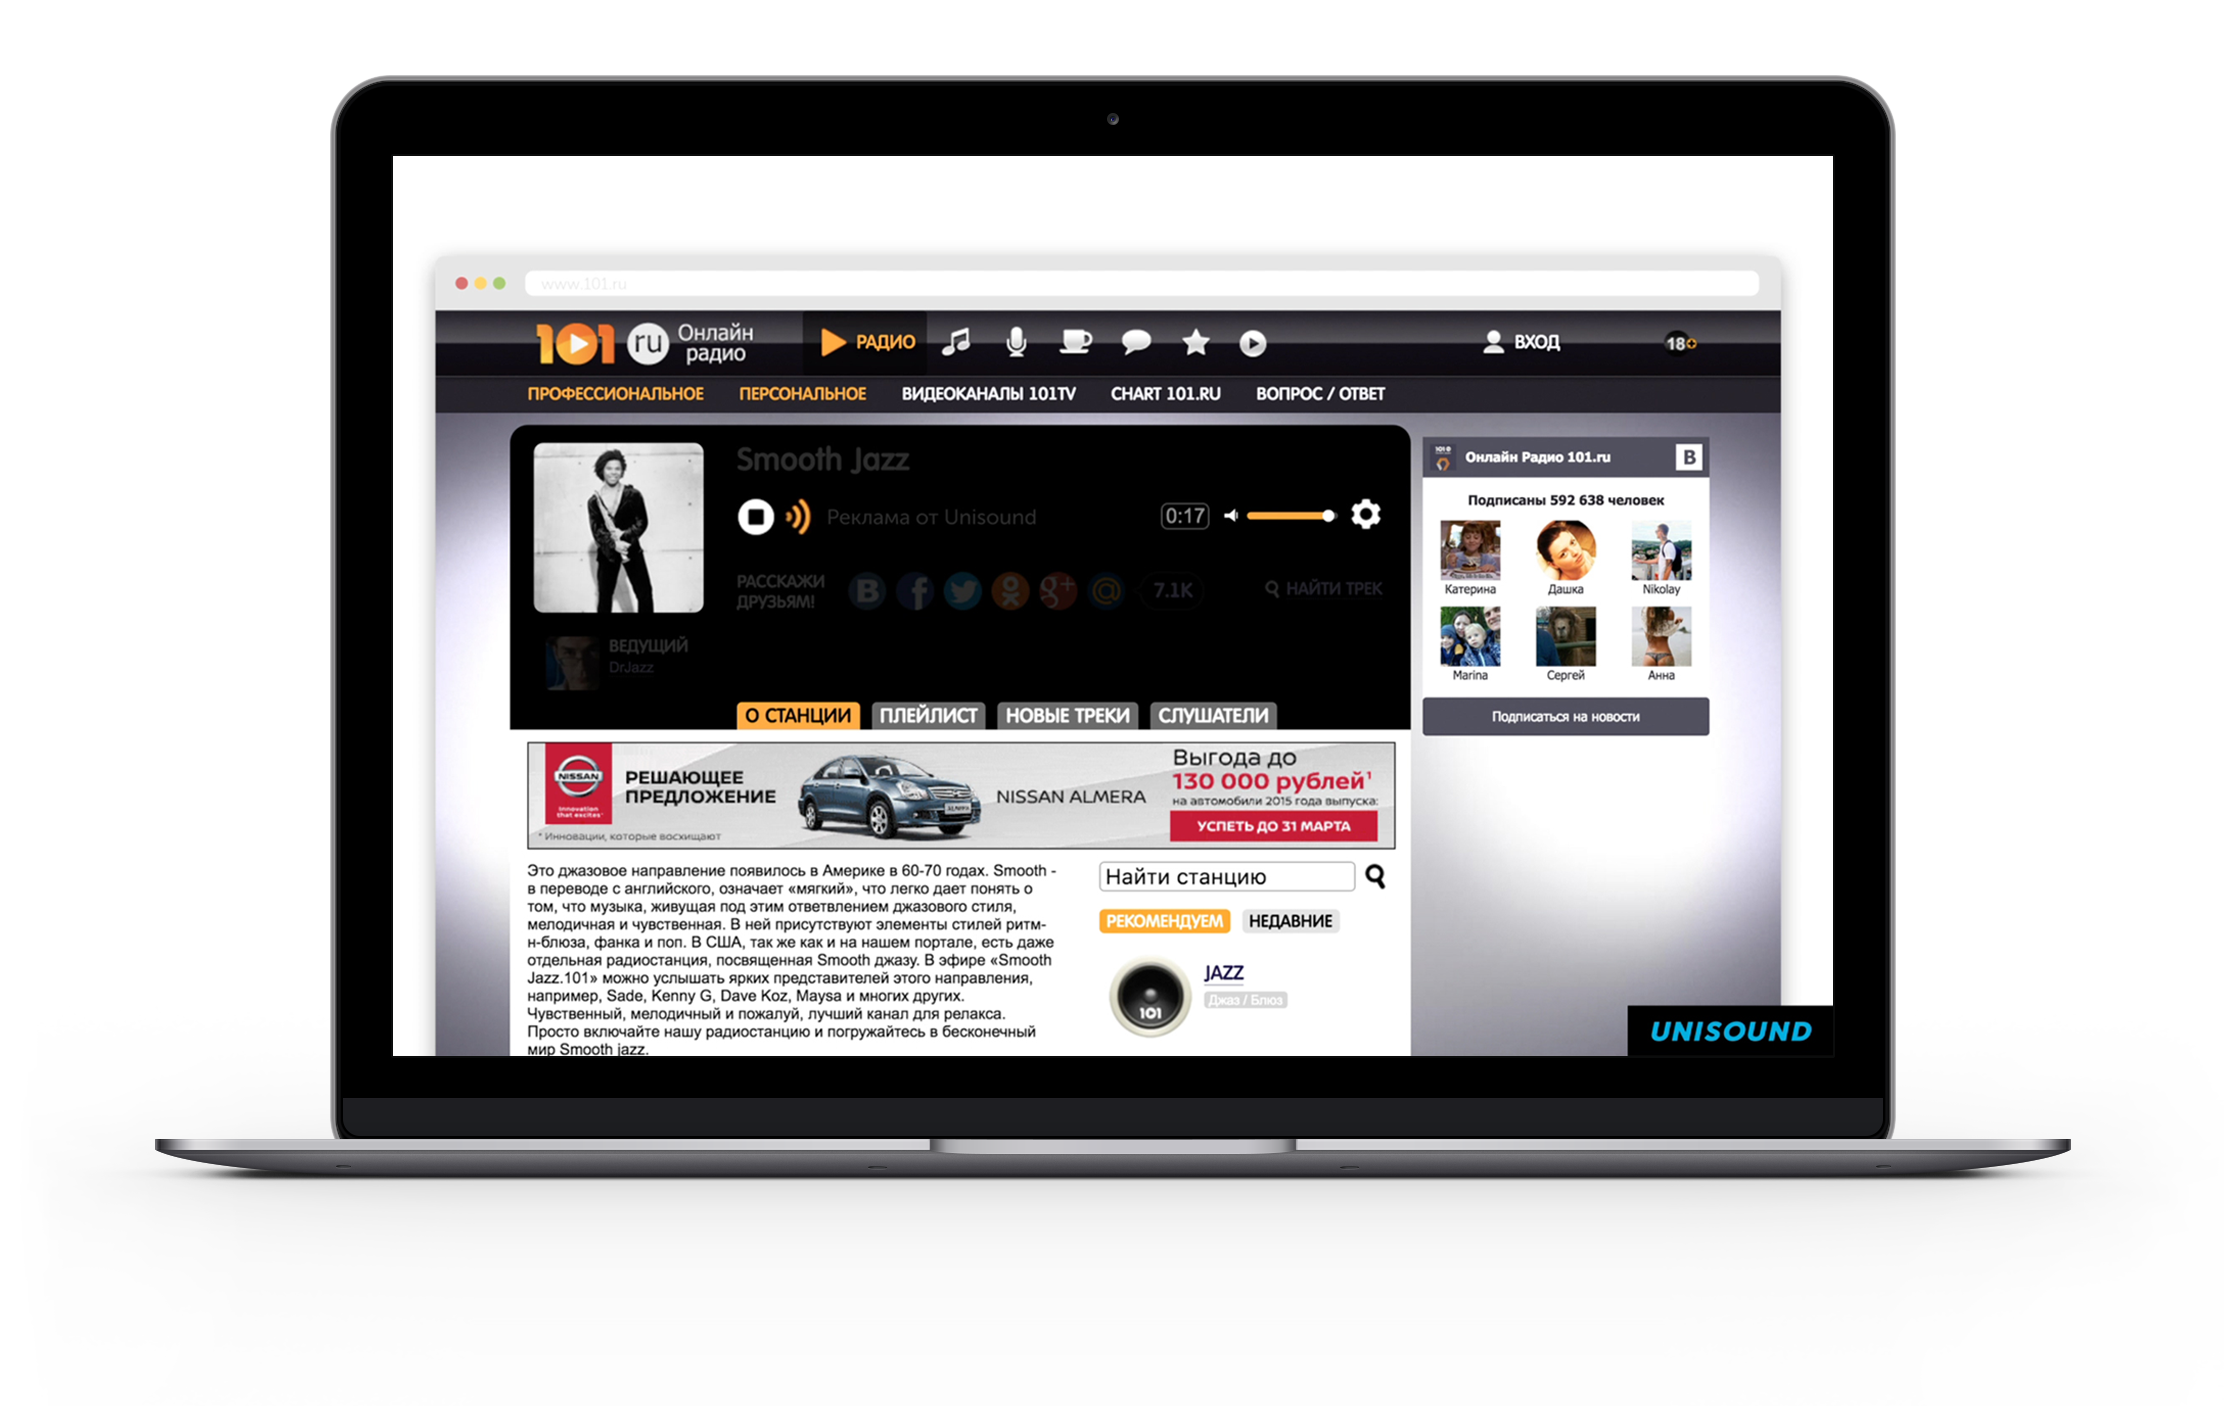 www.101.ru
101 ru Онлайн радио
РАДИО
ВХОД
18+
ПРОФЕССИОНАЛЬНОЕ
ПЕРСОНАЛЬНОЕ
ВИДЕОКАНАЛЫ 101TV
CHART 101.RU
ВОПРОС / ОТВЕТ
Smooth Jazz
Реклама от Unisound
0:17
РАССКАЖИ
ДРУЗЬЯМ!
7.1K
НАЙТИ ТРЕК
ВЕДУЩИЙ
DrJazz
О СТАНЦИИ
ПЛЕЙЛИСТ
НОВЫЕ ТРЕКИ
СЛУШАТЕЛИ
Онлайн Радио 101.ru
B
Подписаны 592 638 человек
Катерина
Дашка
Nikolay
Marina
Сергей
Анна
Подписаться на новости
NISSAN
Innovation
that excites
РЕШАЮЩЕЕ
ПРЕДЛОЖЕНИЕ
* Инновации, которые восхищают
ALMERA
NISSAN ALMERA
Выгода до
130 000 рублей¹
на автомобили 2015 года выпуска:
УСПЕТЬ ДО 31 МАРТА
Это джазовое направление появилось в Америке в 60-70 годах. Smooth -
в переводе с английского, означает «мягкий», что легко дает понять о
том, что музыка, живущая под этим ответвлением джазового стиля,
мелодичная и чувственная. В ней присутствуют элементы стилей ритм-
н-блюза, фанка и поп. В США, так же как и на нашем портале, есть даже
отдельная радиостанция, посвященная Smooth джазу. В эфире «Smooth
Jazz.101» можно услышать ярких представителей этого направления,
например, Sade, Kenny G, Dave Koz, Maysa и многих других.
Чувственный, мелодичный и пожалуй, лучший канал для релакса.
Просто включайте нашу радиостанцию и погружайтесь в бесконечный
мир Smooth jazz.
Найти станцию
РЕКОМЕНДУЕМ
НЕДАВНИЕ
101
JAZZ
Джаз / Блюз
UNISOUND